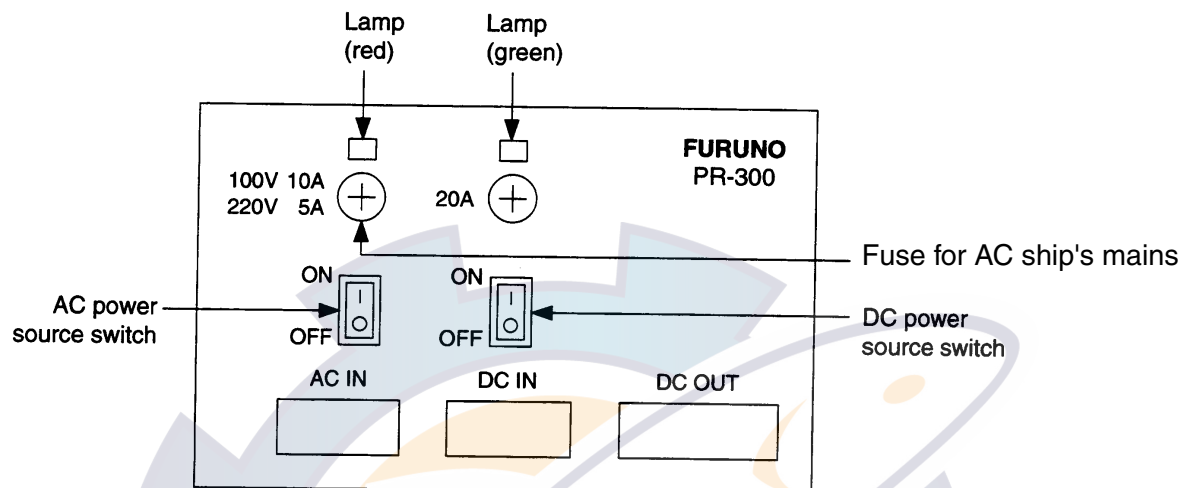 Lamp
(red)
Lamp
(green)
FURUNO
PR-300
100V 10A
220V 5A
20A
Fuse for AC ship's mains
ON
OFF
ON
OFF
AC power
source switch
DC power
source switch
AC IN
DC IN
DC OUT